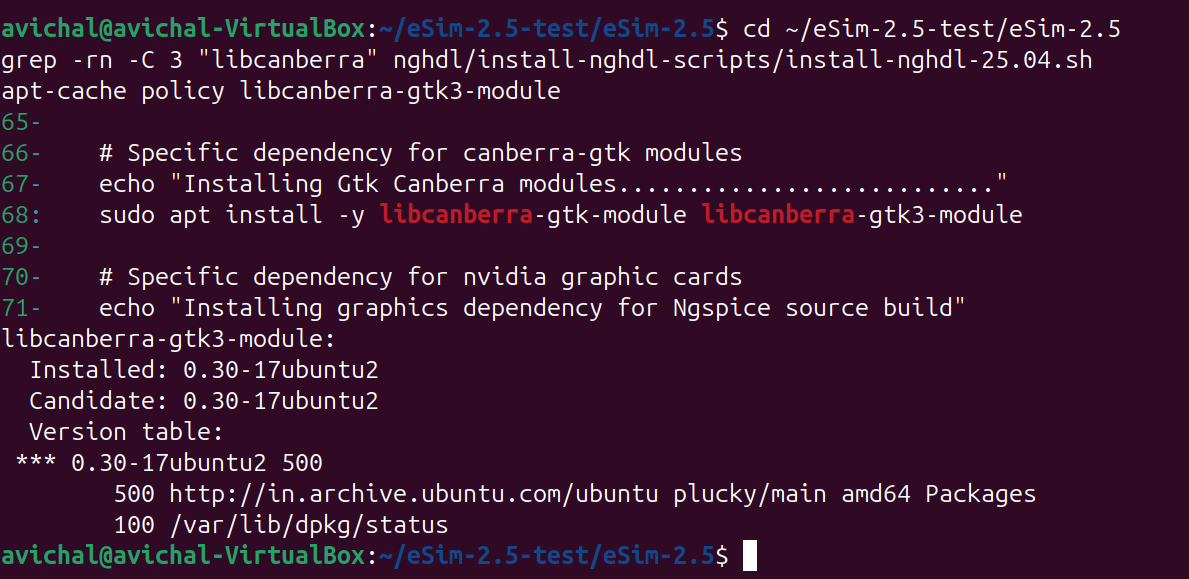 avichal@avichal-VirtualBox:~/eSim-2.5-test/eSim-2.5$ cd ~/eSim-2.5-test/eSim-2.5
grep -rn -C 3 "libcanberra" nghdl/install-nghdl-scripts/install-nghdl-25.04.sh
apt-cache policy libcanberra-gtk3-module
65-
66-    # Specific dependency for canberra-gtk modules
67-    echo "Installing Gtk Canberra modules..........................."
68:    sudo apt install -y libcanberra-gtk-module libcanberra-gtk3-module
69-
70-    # Specific dependency for nvidia graphic cards
71-    echo "Installing graphics dependency for Ngspice source build"
libcanberra-gtk3-module:
  Installed: 0.30-17ubuntu2
  Candidate: 0.30-17ubuntu2
  Version table:
 *** 0.30-17ubuntu2 500
        500 http://in.archive.ubuntu.com/ubuntu plucky/main amd64 Packages
        100 /var/lib/dpkg/status
avichal@avichal-VirtualBox:~/eSim-2.5-test/eSim-2.5$